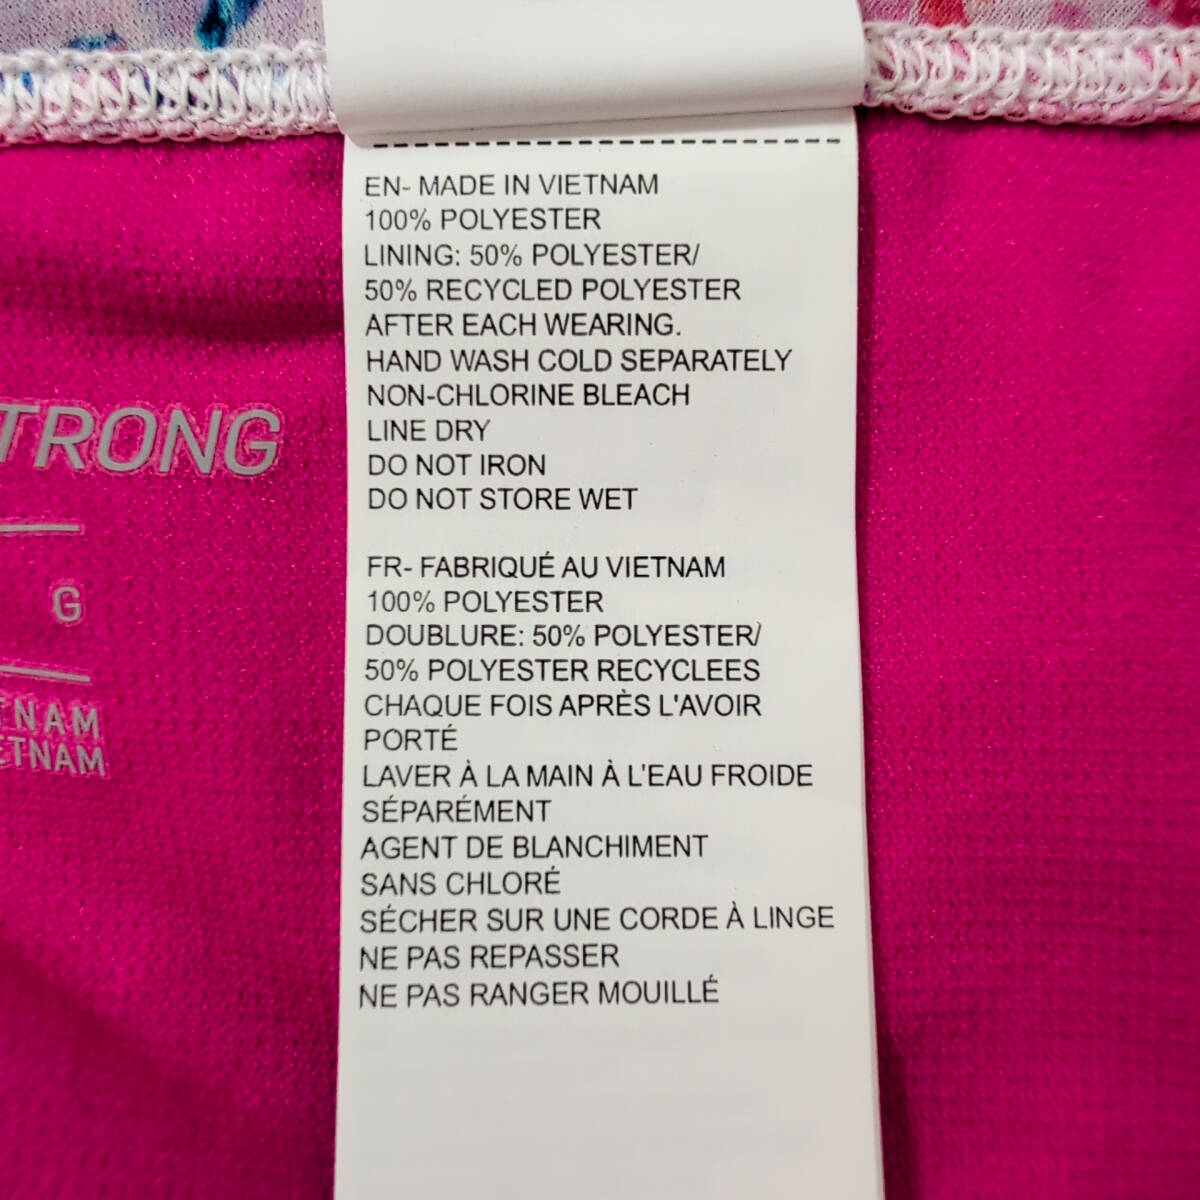 EN- MADE IN VIETNAM
100% POLYESTER
LINING: 50% POLYESTER/
50% RECYCLED POLYESTER
AFTER EACH WEARING.
HAND WASH COLD SEPARATELY
NON-CHLORINE BLEACH
LINE DRY
DO NOT IRON
DO NOT STORE WET
FR- FABRIQUÉ AU VIETNAM
100% POLYESTER
DOUBLURE: 50% POLYESTER/
50% POLYESTER RECYCLEES
CHAQUE FOIS APRÈS L'AVOIR
PORTÉ
LAVER À LA MAIN À L'EAU FROIDE
SÉPARÉMENT
AGENT DE BLANCHIMENT
SANS CHLORÉ
SÉCHER SUR UNE CORDE À LINGE
NE PAS REPASSER
NE PAS RANGER MOUILLÉ
TRONG
G
TNAM
ETNAM